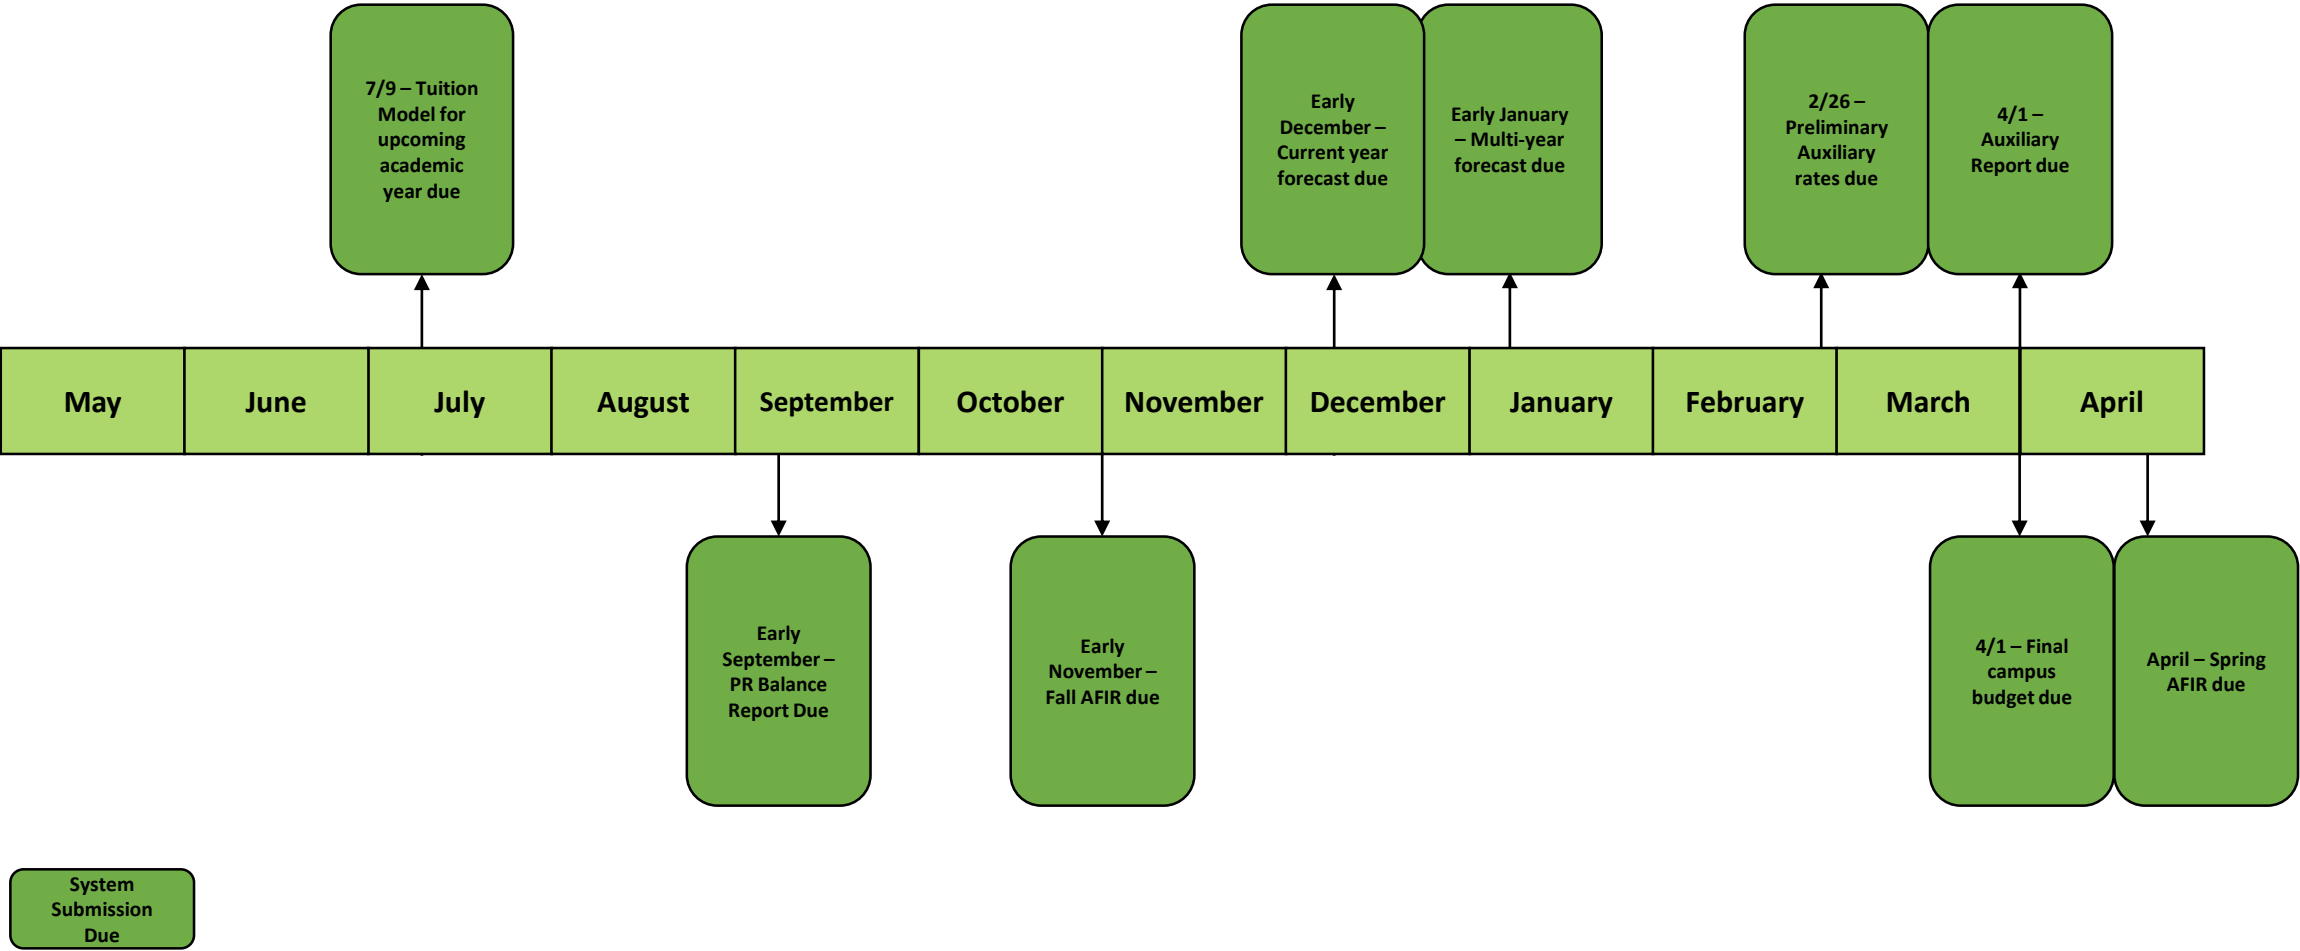 7/9 – Tuition
Model for
upcoming
academic
year due
Early
December –
Current year
forecast due
Early January
– Multi-year
forecast due
2/26 –
Preliminary
Auxiliary
rates due
4/1 –
Auxiliary
Report due
May
June
July
August
September
October
November
December
January
February
March
April
Early
September –
PR Balance
Report Due
Early
November –
Fall AFIR due
4/1 – Final
campus
budget due
April – Spring
AFIR due
System
Submission
Due